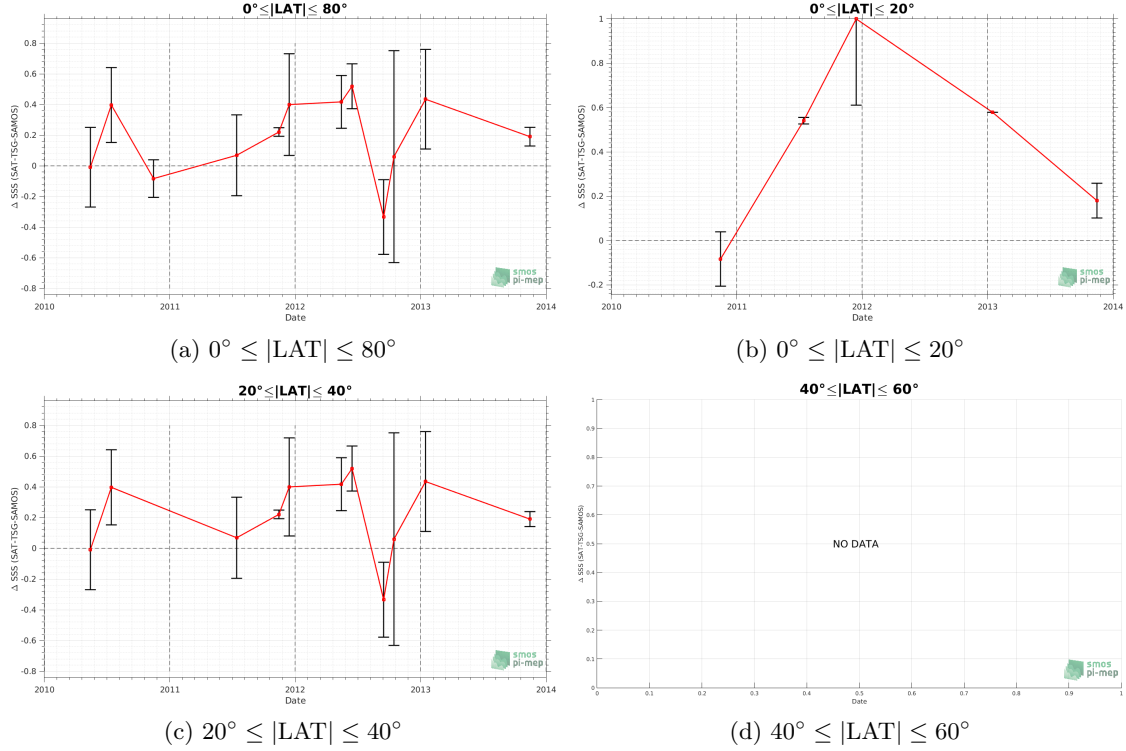 0°≤|LAT|≤ 80°
Δ SSS (SAT-TSG-SAMOS)
0.8
0.6
0.4
0.2
0
-0.2
-0.4
-0.6
-0.8
2010 2011 2012 2013 2014
Date
smos
pi-mep
(a) 0° ≤ |LAT| ≤ 80°
0°≤|LAT|≤ 20°
Δ SSS (SAT-TSG-SAMOS)
1
0.8
0.6
0.4
0.2
0
-0.2
2010 2011 2012 2013 2014
Date
smos
pi-mep
(b) 0° ≤ |LAT| ≤ 20°
20°≤|LAT|≤ 40°
Δ SSS (SAT-TSG-SAMOS)
0.8
0.6
0.4
0.2
0
-0.2
-0.4
-0.6
-0.8
2010 2011 2012 2013 2014
Date
smos
pi-mep
(c) 20° ≤ |LAT| ≤ 40°
40°≤|LAT|≤ 60°
Δ SSS (SAT-TSG-SAMOS)
1
0.9
0.8
0.7
0.6
0.5
0.4
0.3
0.2
0.1
0
NO DATA
0 0.1 0.2 0.3 0.4 0.5 0.6 0.7 0.8 0.9 1
Date
smos
pi-mep
(d) 40° ≤ |LAT| ≤ 60°